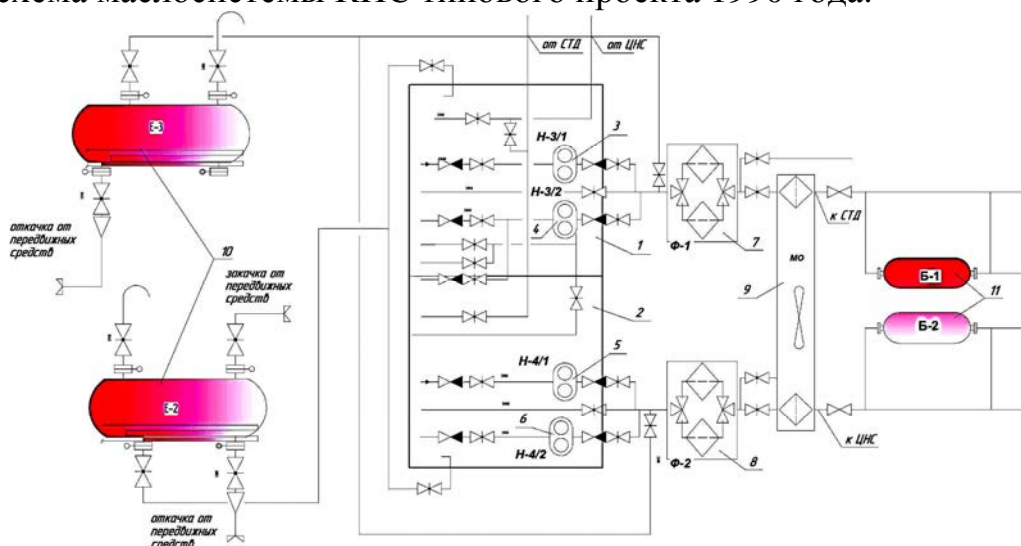 схема маслосистемы КНС типового проекта 1996 года.
от СТД
от ЦНС
Е-3
Н-3/1
3
Н-3/2
4
1
Ф-1
7
к СТД
откачка от
передвижных
средств
10
закачка от
передвижных
средств
2
9
МО
Б-1
11
Б-2
Н-4/1
5
Е-2
6
Н-4/2
Ф-2
8
к ЦНС
откачка от
передвижных
средств